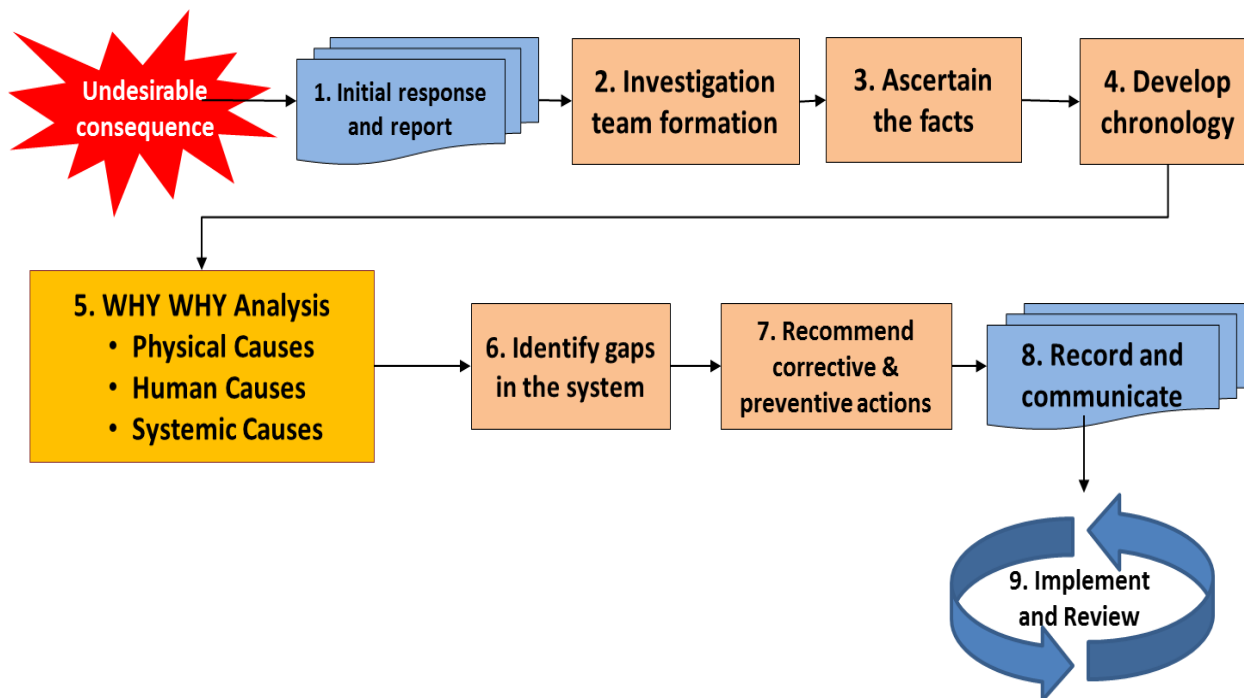 Undesirable
consequence
1. Initial response
and report
2. Investigation
team formation
3. Ascertain
the facts
4. Develop
chronology
5. WHY WHY Analysis
• Physical Causes
• Human Causes
• Systemic Causes
6. Identify gaps
in the system
7. Recommend
corrective &
preventive actions
8. Record and
communicate
9. Implement
and Review